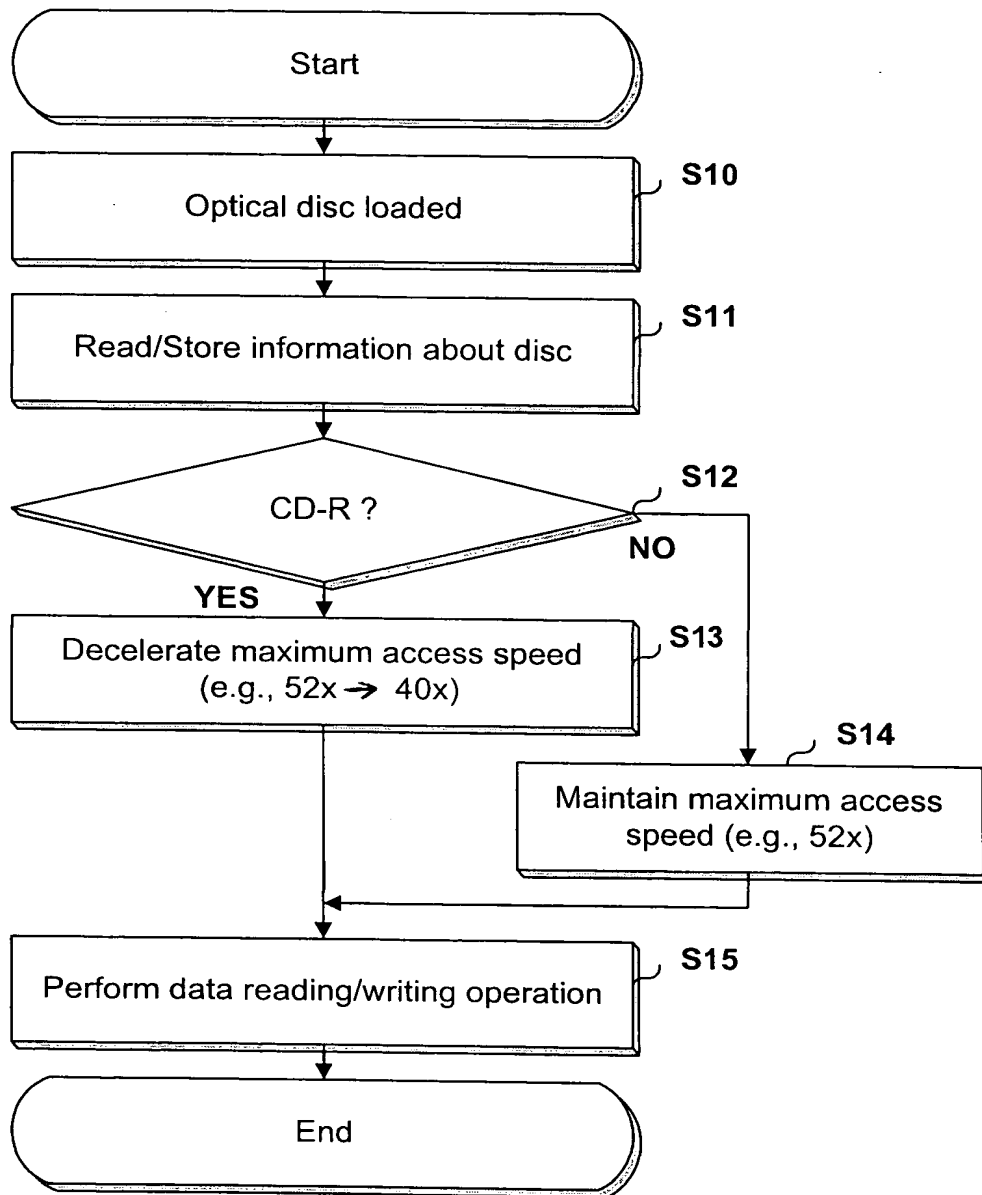 Start
Optical disc loaded
S10
Read/Store information about disc
S11
CD-R ?
S12
NO
YES
Decelerate maximum access speed
(e.g., 52x → 40x)
S13
S14
Maintain maximum access
speed (e.g., 52x)
Perform data reading/writing operation
S15
End